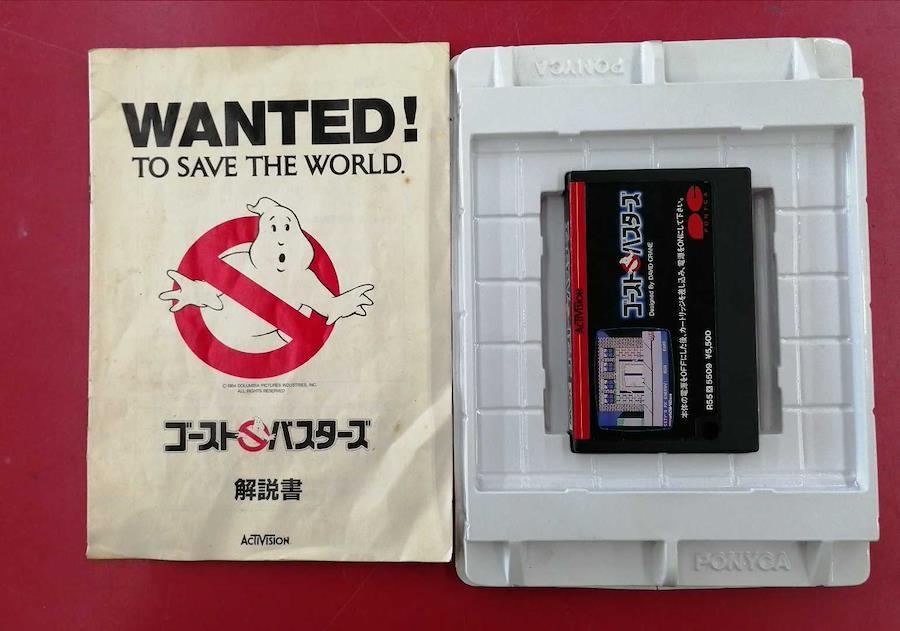 WANTED!
TO SAVE THE WORLD.
©1984 COLUMBIA PICTURES INDUSTRIES, INC.
ALL RIGHTS RESERVED
ゴーストバスターズ
解説書
ACTIVISION
PONYCA
ACTIVISION
ゴーストバスターズ
Designed By DAVID CRANE
本体の電源をOFFにした後、カートリッジを差し込み、電源をONにして下さい。
R55 5509 ¥5,500
PONYCA
PONYCA